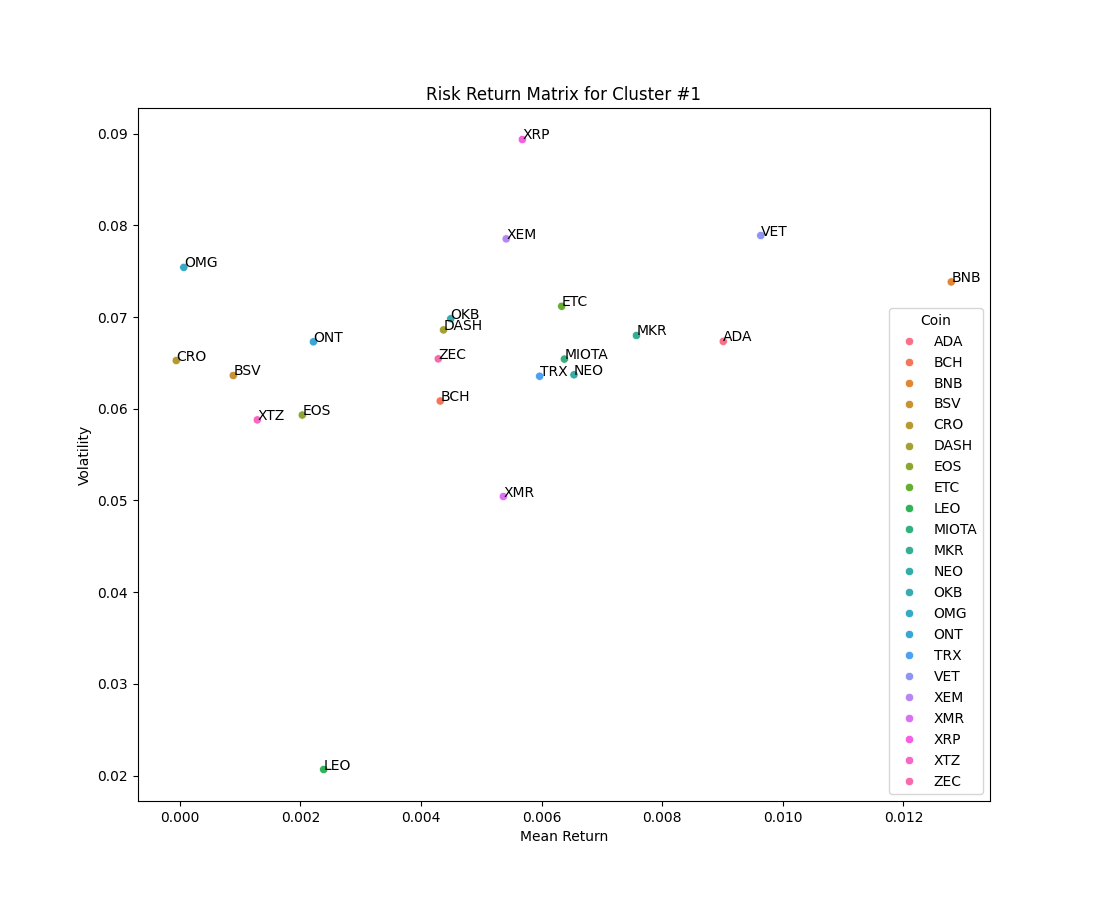 Risk Return Matrix for Cluster #1
0.09
0.08
0.07
0.06
0.05
0.04
0.03
0.02
Volatility
XRP
XEM
VET
OMG
BNB
ETC
OKB
DASH
MKR
ONT
ADA
CRO
ZEC
MIOTA
BSV
TRX
NEO
BCH
XTZ
EOS
XMR
LEO
Coin
ADA
BCH
BNB
BSV
CRO
DASH
EOS
ETC
LEO
MIOTA
MKR
NEO
OKB
OMG
ONT
TRX
VET
XEM
XMR
XRP
XTZ
ZEC
0.000 0.002 0.004 0.006 0.008 0.010 0.012
Mean Return